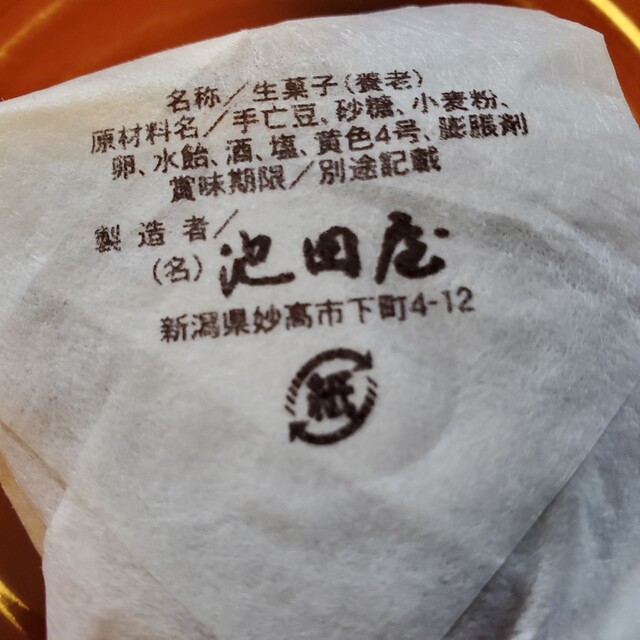 名称／生菓子(養老)
原材料名／手亡豆、砂糖、小麦粉、
卵、水飴、酒、塩、黄色4号、膨脹剤
賞味期限／別途記載
製造者／
(名) 池田屋
新潟県妙高市下町4-12
紙